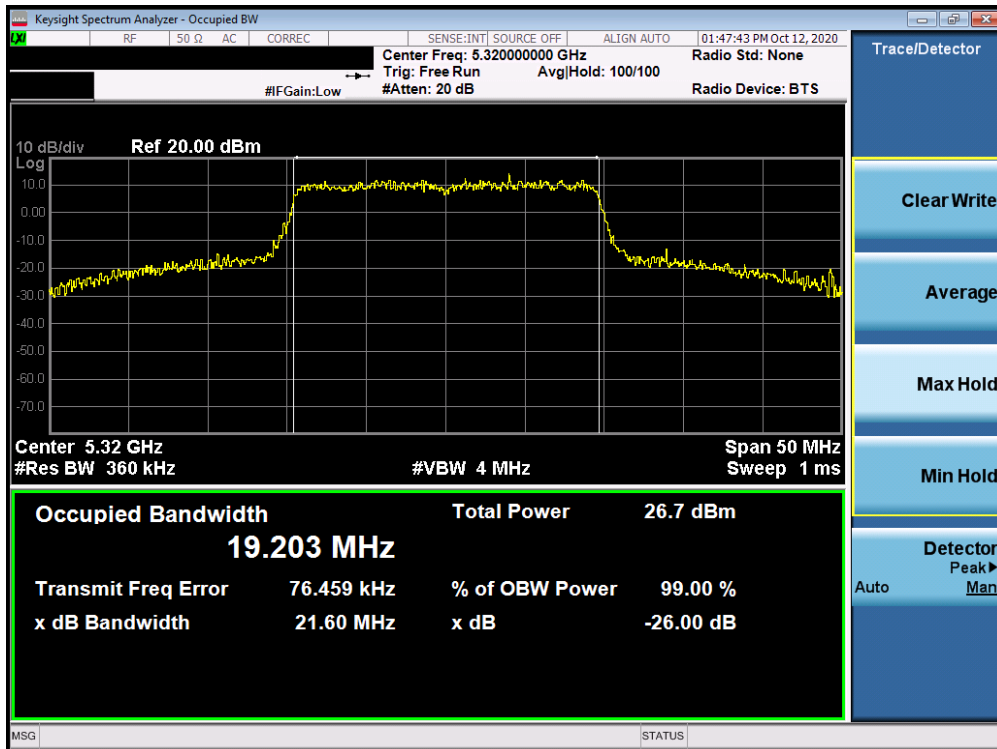 Keysight Spectrum Analyzer - Occupied BW
LXI RF 50 Ω AC CORREC SENSE:INT SOURCE OFF ALIGN AUTO 01:47:43 PM Oct 12, 2020
Center Freq: 5.320000000 GHz Radio Std: None
Trig: Free Run Avg|Hold: 100/100
#IFGain:Low #Atten: 20 dB Radio Device: BTS
10 dB/div Ref 20.00 dBm
Log
10.0
0.00
-10.0
-20.0
-30.0
-40.0
-50.0
-60.0
-70.0
Center 5.32 GHz Span 50 MHz
#Res BW 360 kHz #VBW 4 MHz Sweep 1 ms
Occupied Bandwidth Total Power 26.7 dBm
19.203 MHz
Transmit Freq Error 76.459 kHz % of OBW Power 99.00 %
x dB Bandwidth 21.60 MHz x dB -26.00 dB
Trace/Detector
Clear Write
Average
Max Hold
Min Hold
Detector
Peak▶
Auto Man
MSG STATUS